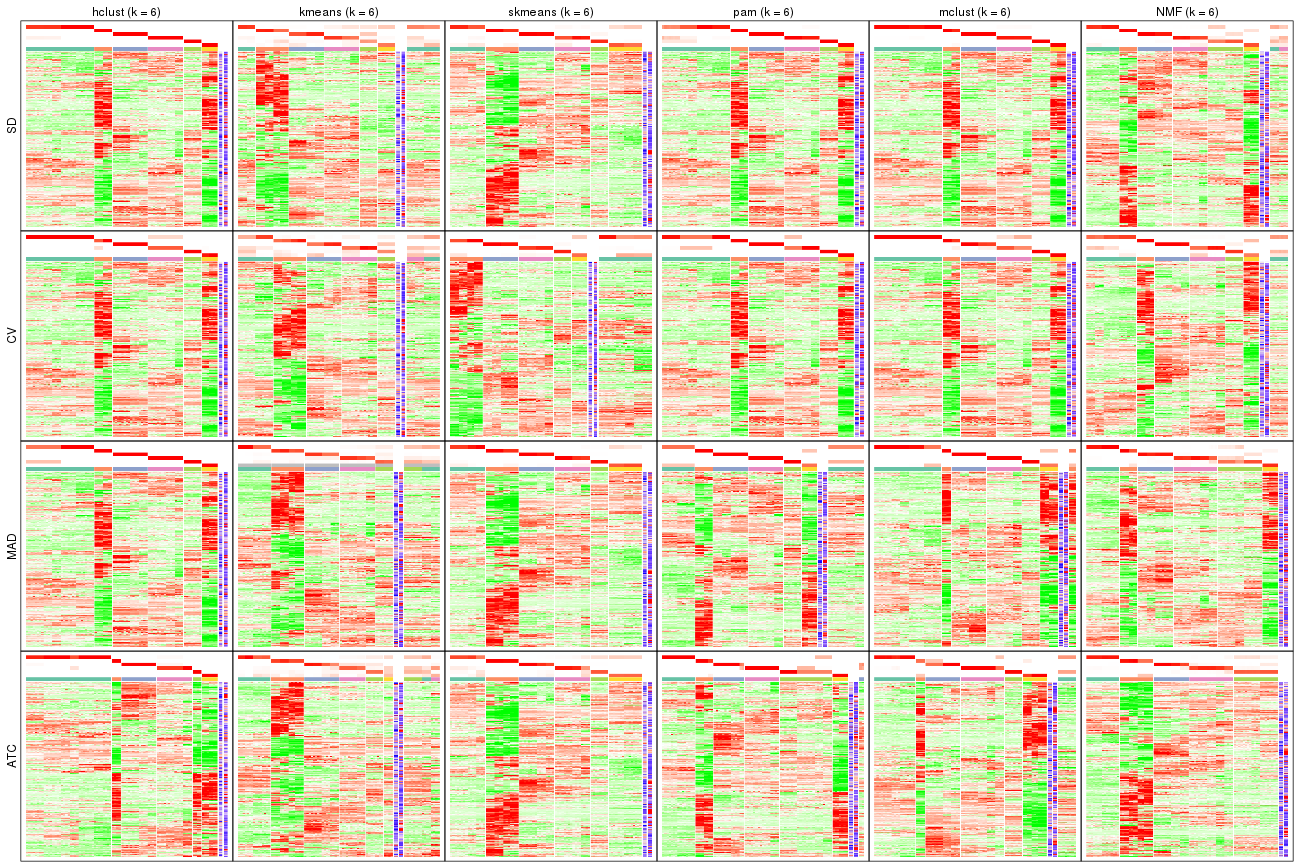 hclust (k = 6)
kmeans (k = 6)
skmeans (k = 6)
pam (k = 6)
mclust (k = 6)
NMF (k = 6)
SD
CV
MAD
ATC